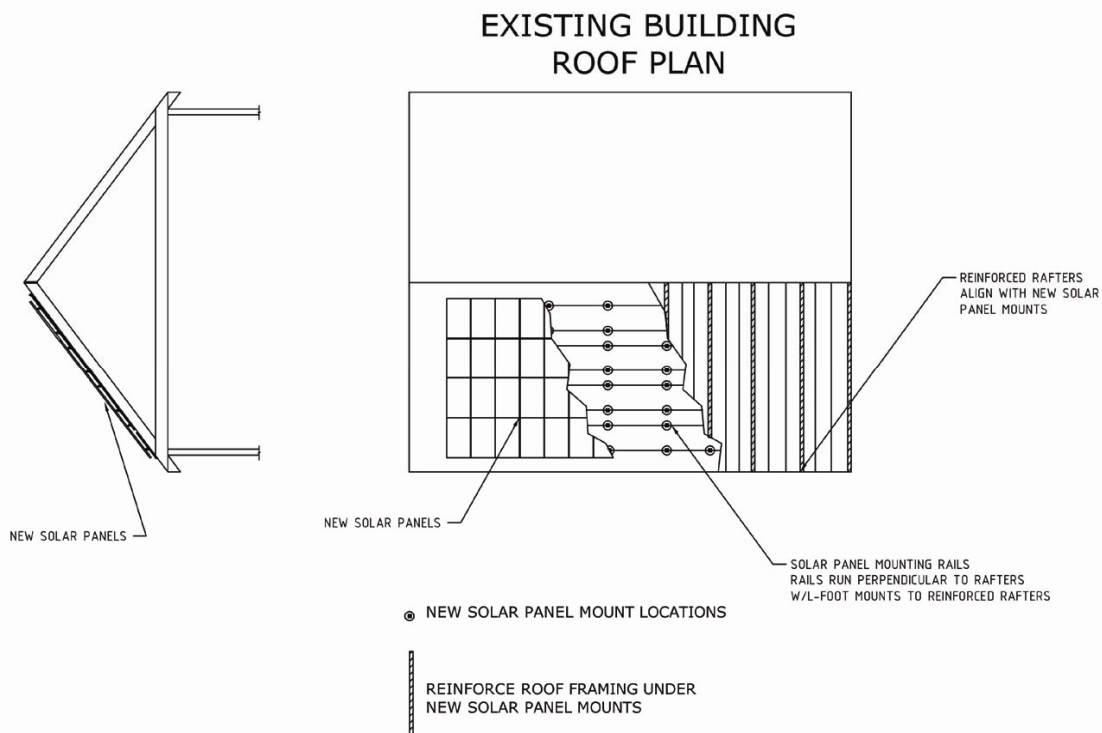 EXISTING BUILDING
ROOF PLAN
REINFORCED RAFTERS
ALIGN WITH NEW SOLAR
PANEL MOUNTS
NEW SOLAR PANELS
NEW SOLAR PANELS
SOLAR PANEL MOUNTING RAILS
RAILS RUN PERPENDICULAR TO RAFTERS
W/L-FOOT MOUNTS TO REINFORCED RAFTERS
NEW SOLAR PANEL MOUNT LOCATIONS
REINFORCE ROOF FRAMING UNDER
NEW SOLAR PANEL MOUNTS